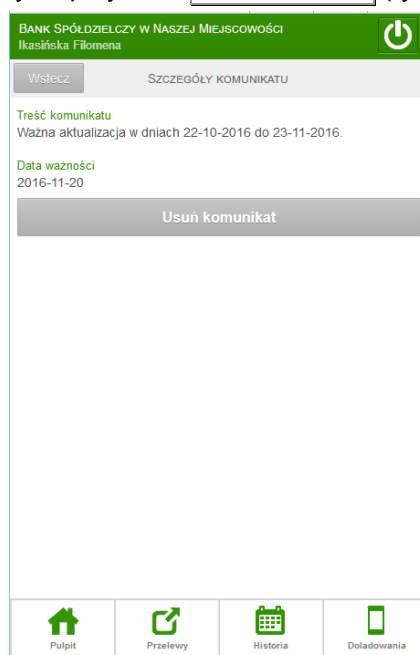 BANK SPÓŁDZIELCZY W NASZEJ MIEJSCOWOŚCI
Ikasińska Filomena
Wstecz
SZCZEGÓŁY KOMUNIKATU
Treść komunikatu
Ważna aktualizacja w dniach 22-10-2016 do 23-11-2016.
Data ważności
2016-11-20
Usuń komunikat
Pulpit
Przelewy
Historia
Doladowania